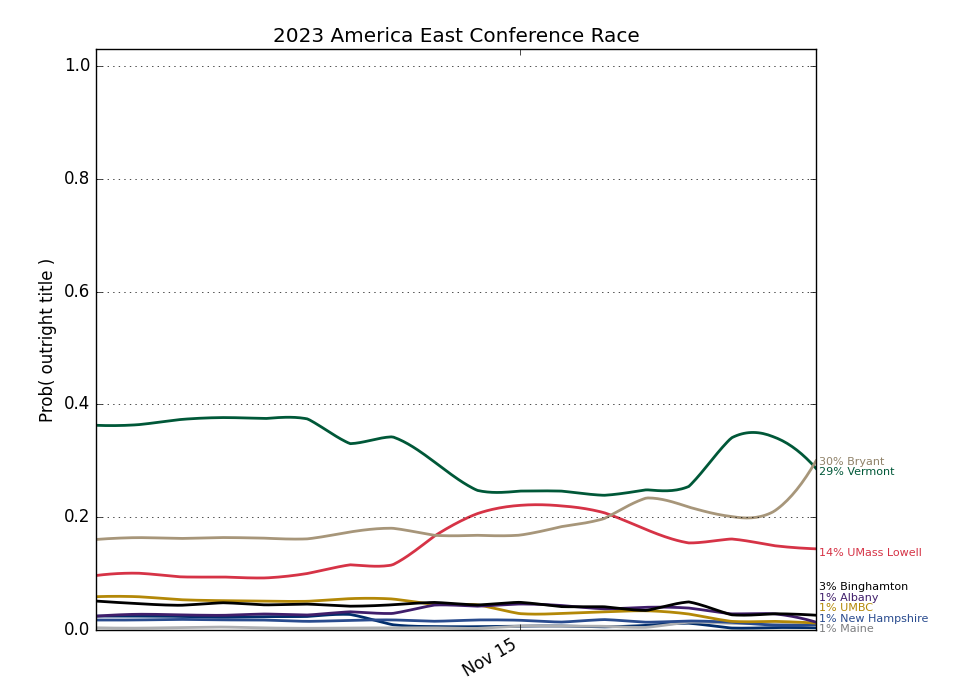 2023 America East Conference Race
Prob( outright title )
1.0
0.8
0.6
0.4
0.2
0.0
Nov 15
30% Bryant
29% Vermont
14% UMass Lowell
3% Binghamton
1% Albany
1% UMBC
1% New Hampshire
1% Maine